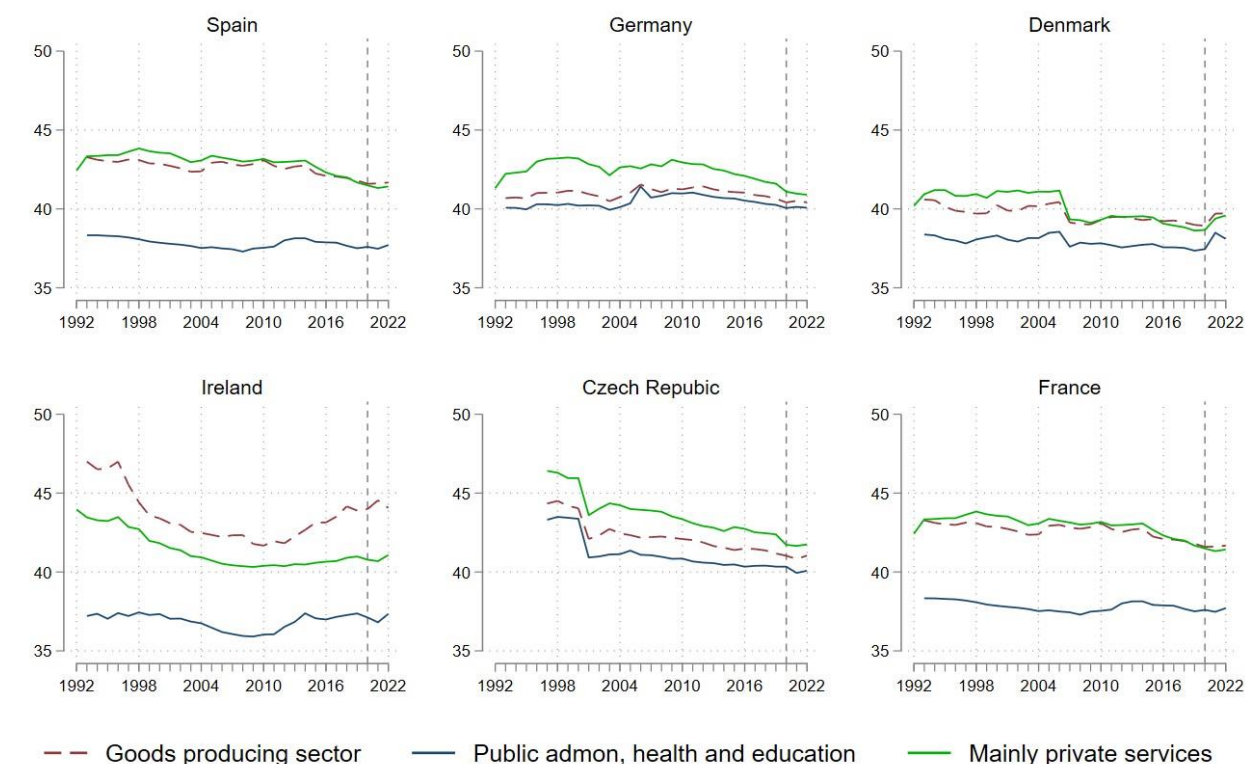 Spain Germany Denmark
50 50 50
45 45 45
40 40 40
35 35 35
1992 1998 2004 2010 2016 2022 1992 1998 2004 2010 2016 2022 1992 1998 2004 2010 2016 2022
Ireland Czech Repubic France
50 50 50
45 45 45
40 40 40
35 35 35
1992 1998 2004 2010 2016 2022 1992 1998 2004 2010 2016 2022 1992 1998 2004 2010 2016 2022
Goods producing sector Public admon, health and education Mainly private services